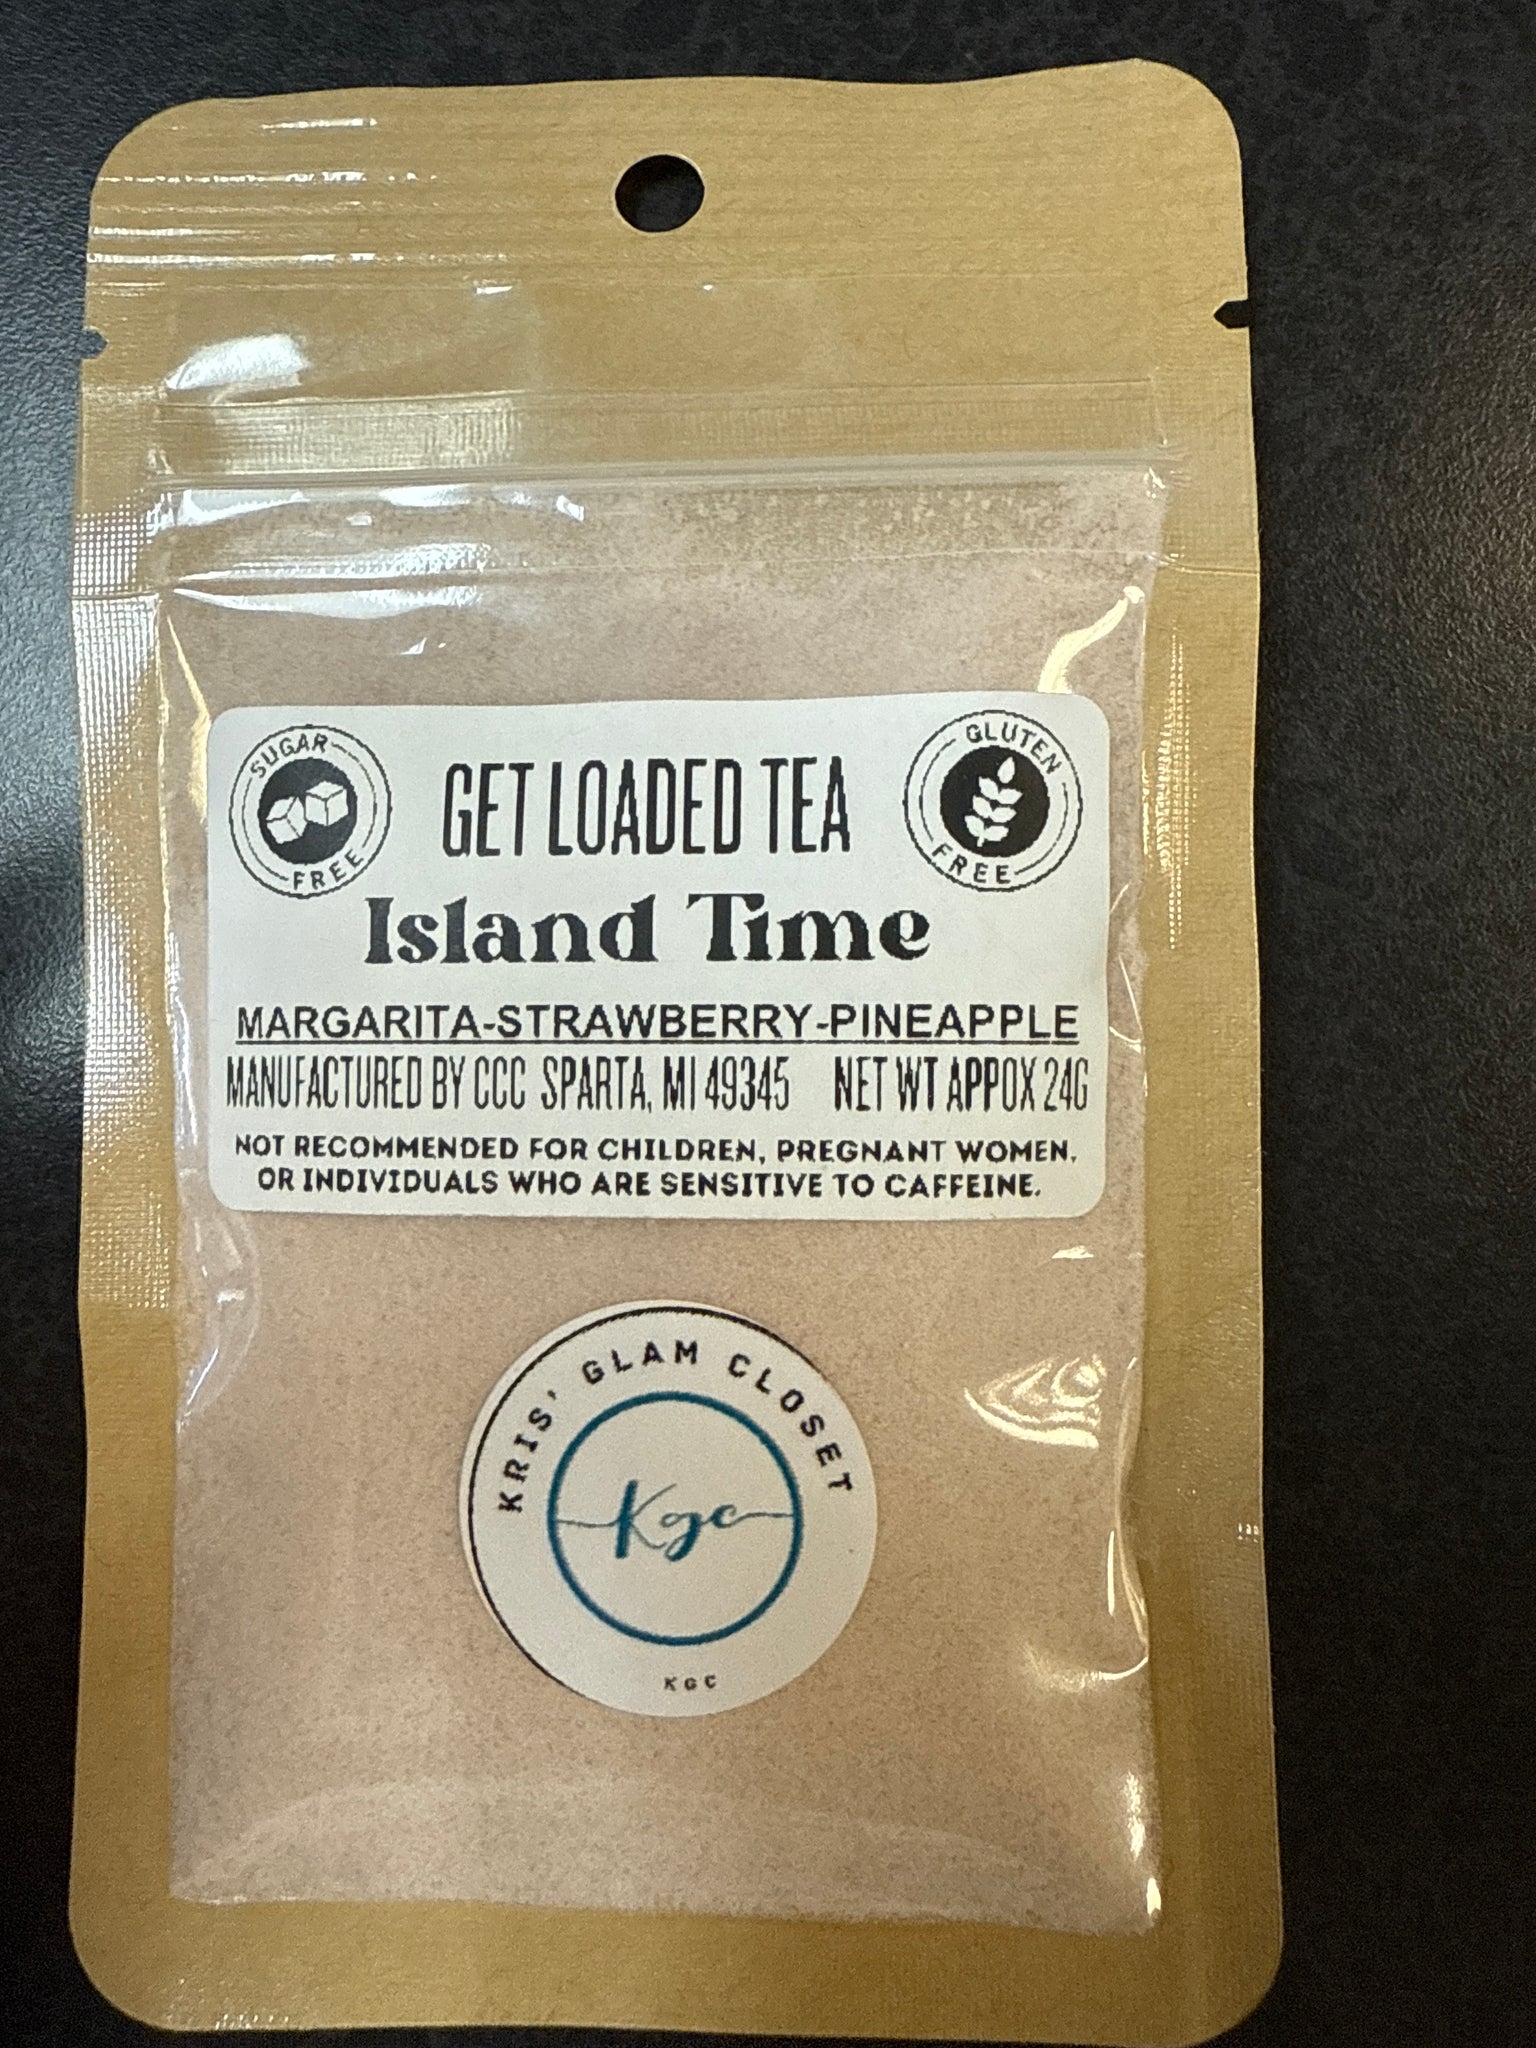 SUGAR FREE
GET LOADED TEA
GLUTEN FREE
Island Time
MARGARITA-STRAWBERRY-PINEAPPLE
MANUFACTURED BY CCC SPARTA, MI 49345 NET WT APPOX 24G
NOT RECOMMENDED FOR CHILDREN, PREGNANT WOMEN,
OR INDIVIDUALS WHO ARE SENSITIVE TO CAFFEINE.
KRIS' GLAM CLOSET
Kgc
KGC